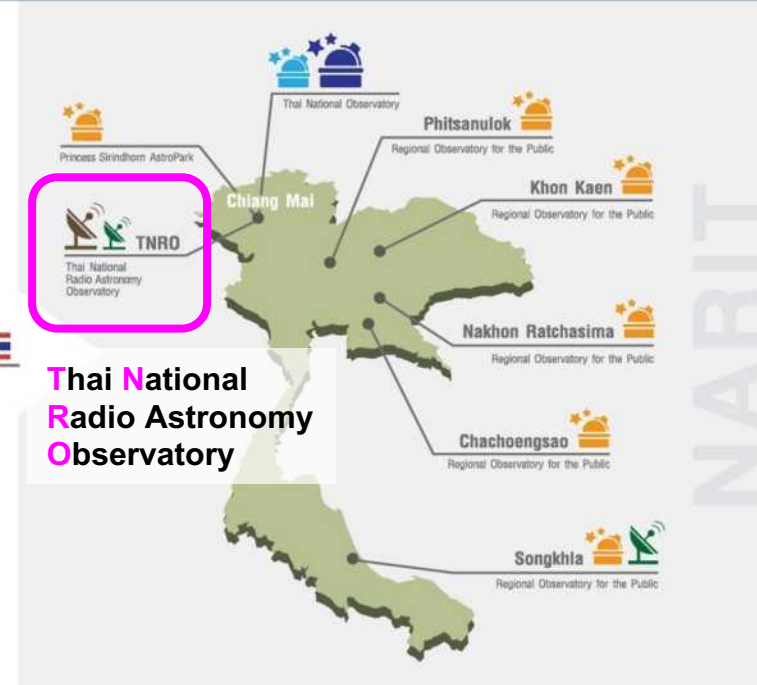 Thai National Observatory
Phitsanulok
Regional Observatory for the Public
Princess Sirindhorn AstroPark
Khon Kaen
Regional Observatory for the Public
Chiang Mai
TNRO
Thai National
Radio Astronomy
Observatory
Nakhon Ratchasima
Regional Observatory for the Public
Thai National
Radio Astronomy
Observatory
Chachoengsao
Regional Observatory for the Public
Songkhla
Regional Observatory for the Public
NARIT